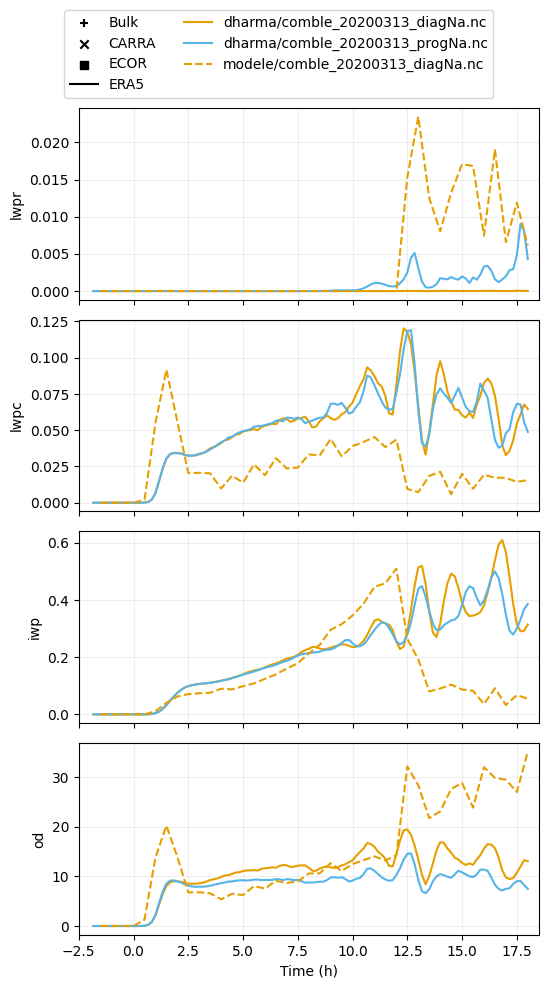 Bulk
CARRA
ECOR
ERA5
dharma/comble_20200313_diagNa.nc
dharma/comble_20200313_progNa.nc
modele/comble_20200313_diagNa.nc
0.020
0.015
0.010
0.005
0.000
lwpr
0.125
0.100
0.075
0.050
0.025
0.000
lwpc
0.6
0.4
0.2
0.0
iwp
30
20
10
0
od
−2.5 0.0 2.5 5.0 7.5 10.0 12.5 15.0 17.5
Time (h)